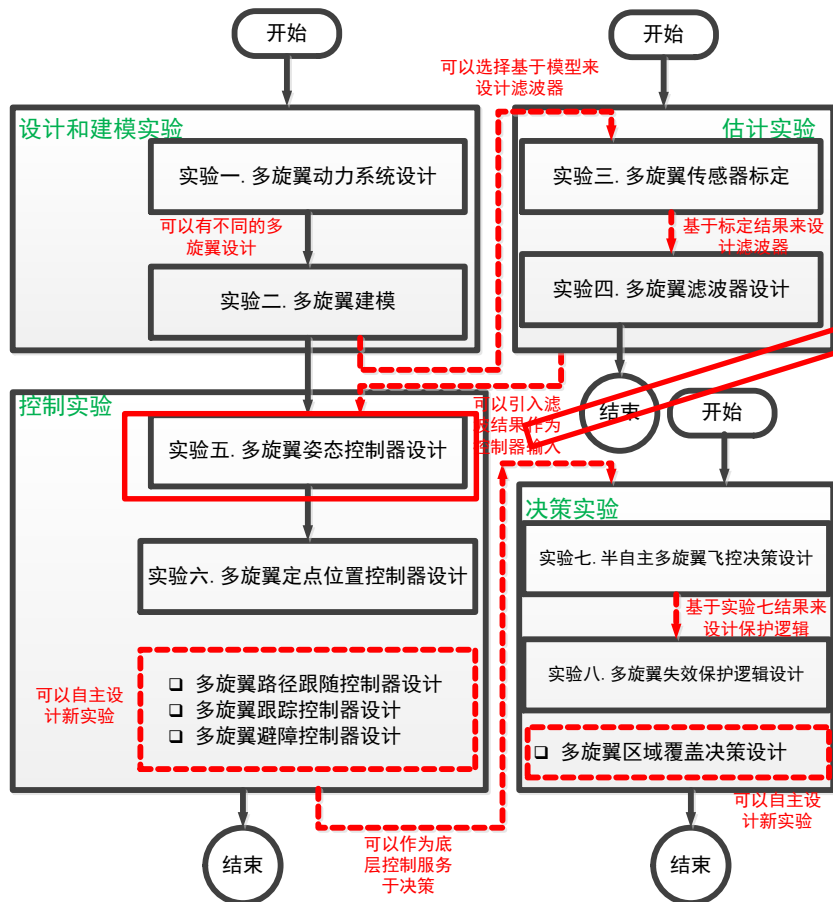 开始
开始
可以选择基于模型来
设计滤波器
设计和建模实验
估计实验
实验一. 多旋翼动力系统设计
实验三. 多旋翼传感器标定
可以有不同的多
旋翼设计
基于标定结果来设
计滤波器
实验二. 多旋翼建模
实验四. 多旋翼滤波器设计
结束
开始
控制实验
可以引入滤
波结果作为
控制器输入
实验五. 多旋翼姿态控制器设计
实验六. 多旋翼定点位置控制器设计
决策实验
实验七. 半自主多旋翼飞控决策设计
基于实验七结果来
设计保护逻辑
实验八. 多旋翼失效保护逻辑设计
可以自主设
计新实验
❑ 多旋翼路径跟随控制器设计
❑ 多旋翼跟踪控制器设计
❑ 多旋翼避障控制器设计
❑ 多旋翼区域覆盖决策设计
可以自主设
计新实验
可以作为底
层控制服务
于决策
结束
结束